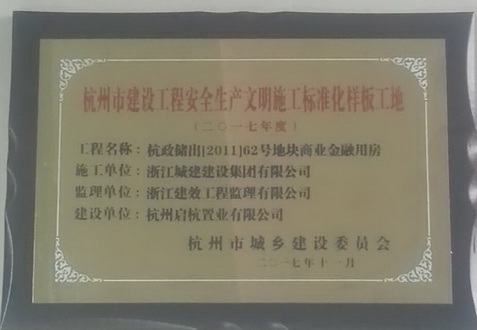 杭州市建设工程安全生产文明施工标准化样板工地
(二〇一七年度)
工程名称：杭政储出[2011]62号地块商业金融用房
施工单位：浙江城建建设集团有限公司
监理单位：浙江建效工程监理有限公司
建设单位：杭州启杭置业有限公司
杭州市城乡建设委员会
二〇一七年十一月